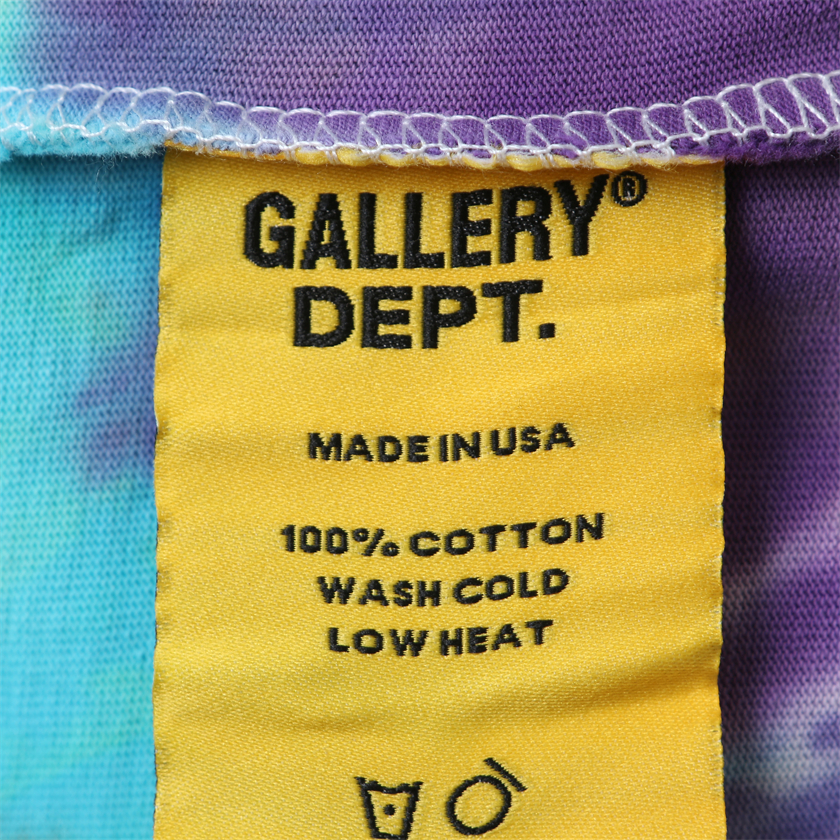 GALLERY®
DEPT.
MADE IN USA
100% COTTON
WASH COLD
LOW HEAT